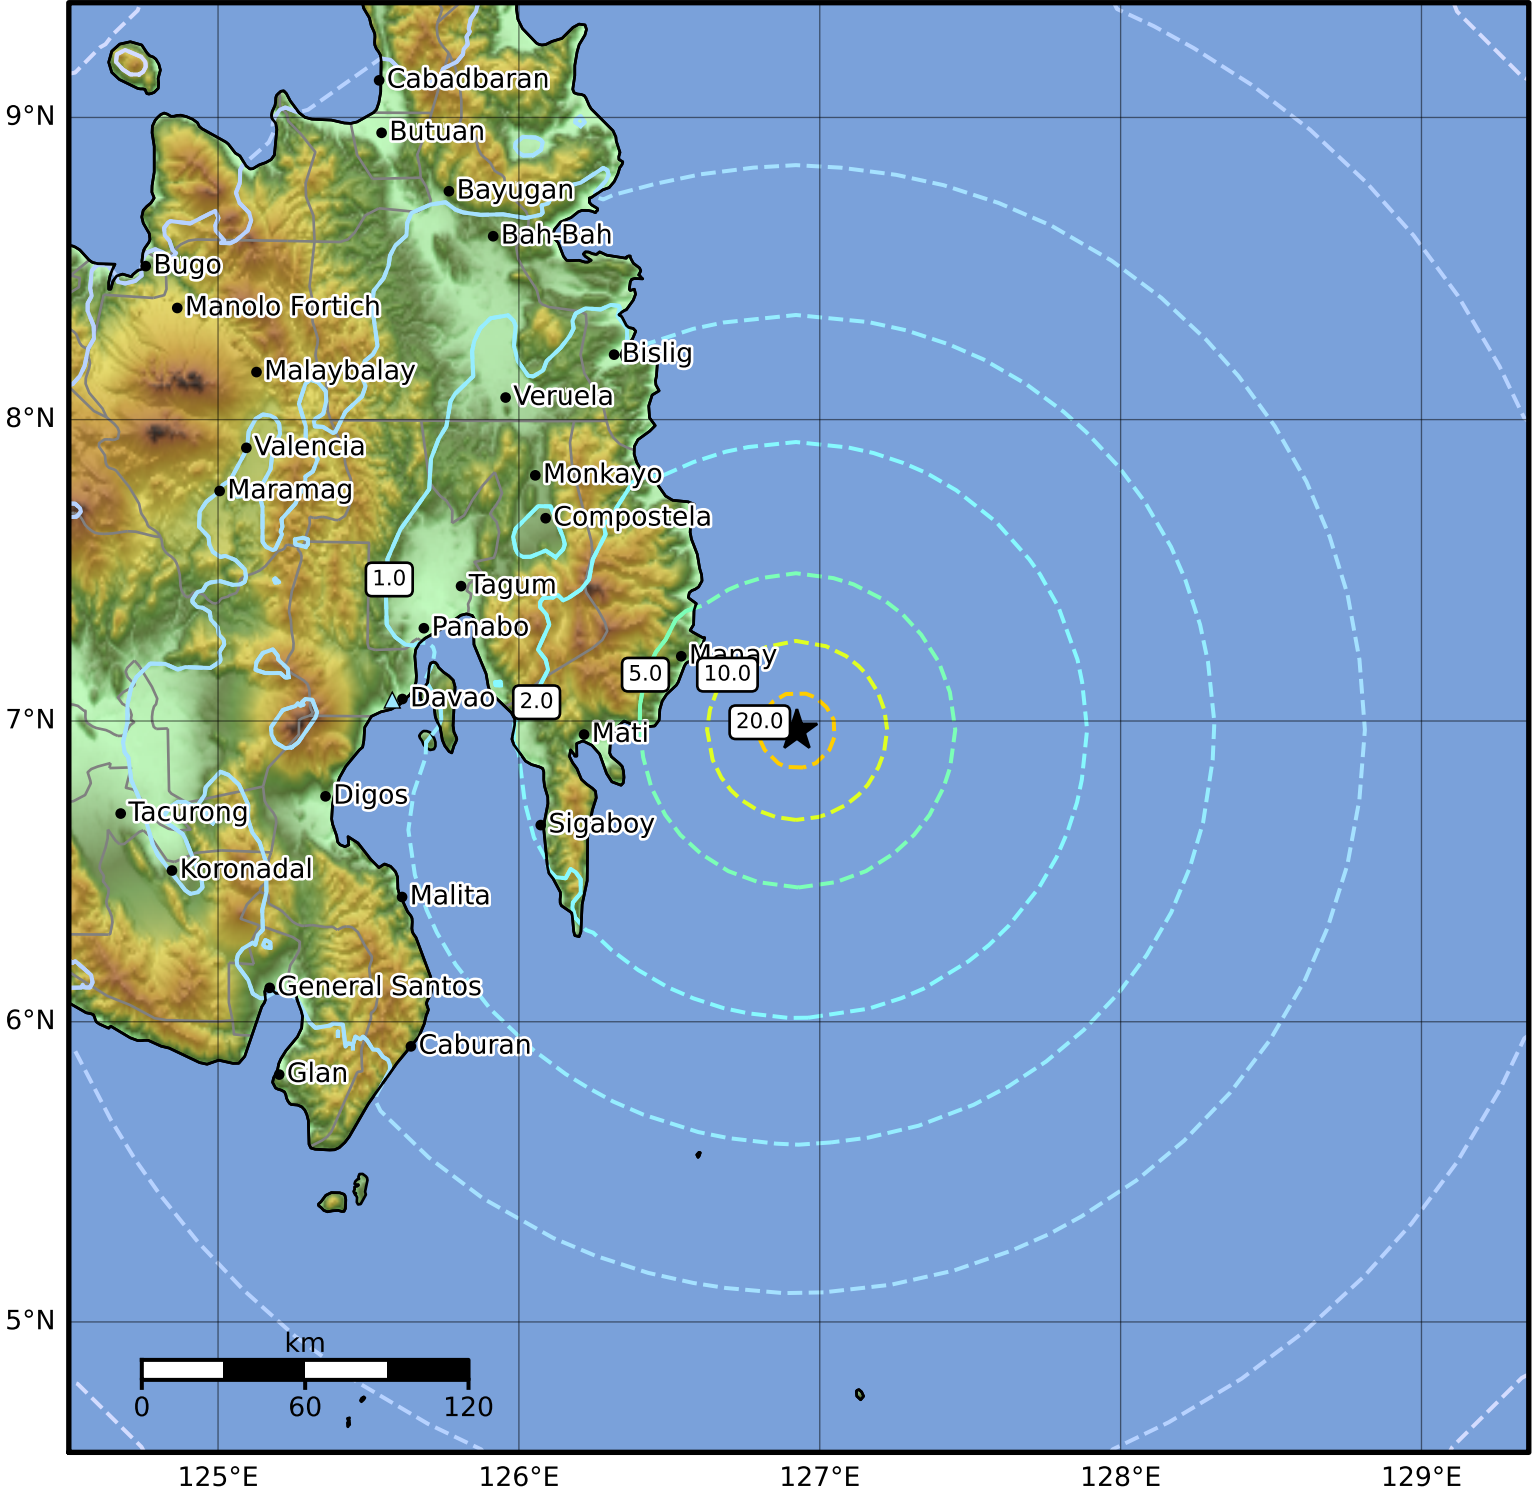 Cabadbaran
9°N
Butuan
Bayugan
Bah-Bah
Bugo
Manolo Fortich
Bislig
Malaybalay
Veruela
8°N
Valencia
Monkayo
Maramag
Compostela
1.0
Tagum
Panabo
Manay
5.0
10.0
Davao
2.0
7°N
20.0
Mati
Digos
Tacurong
Sigaboy
Koronadal
Malita
General Santos
6°N
Caburan
Glan
5°N
km
0
60
120
125°E
126°E
127°E
128°E
129°E